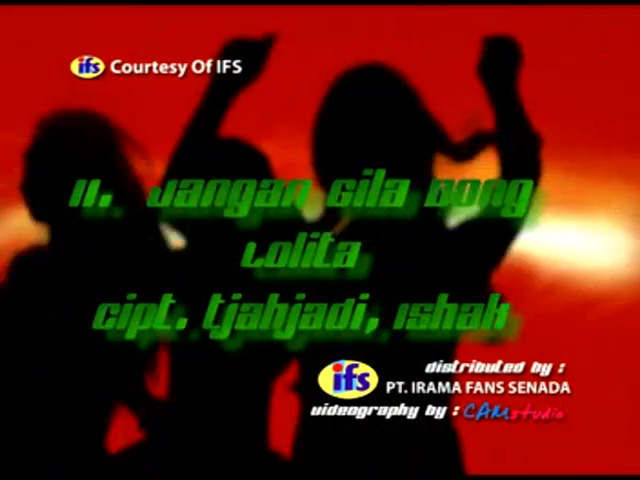 ifs Courtesy Of IFS
11. Jangan Gila Dong
Lolita
Cipt. Tjahjadi, Ishak
distributed by :
ifs PT. IRAMA FANS SENADA
videography by : CAMstudio